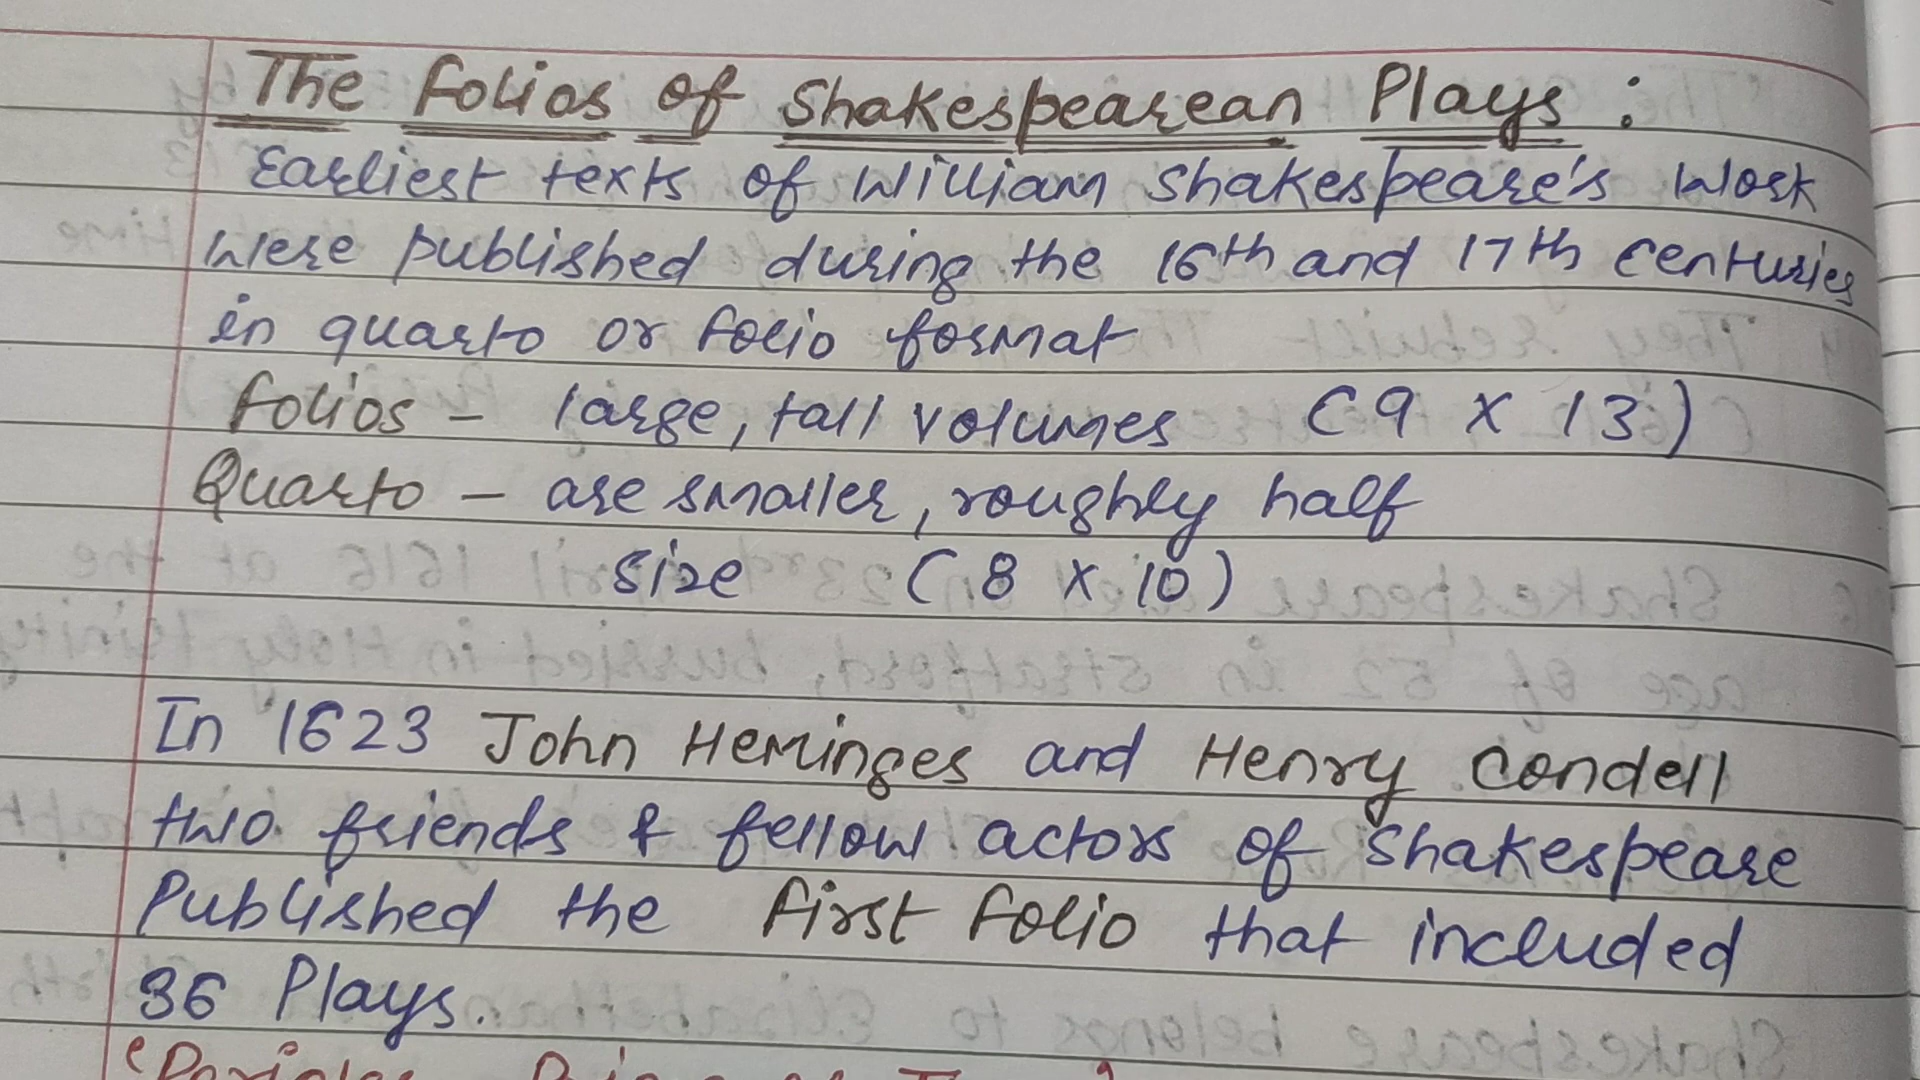 The Folios of Shakespearean Plays :
Earliest texts of William Shakespeare's work
were published during the 16th and 17th centuries
in quarto or folio format
Folios - large, tall volumes (9 x 13)
Quarto - are smaller, roughly half
size (8 x 10)
In 1623 John Heminges and Henry Condell
two friends & fellow actors of Shakespeare
Published the First Folio that included
36 Plays.